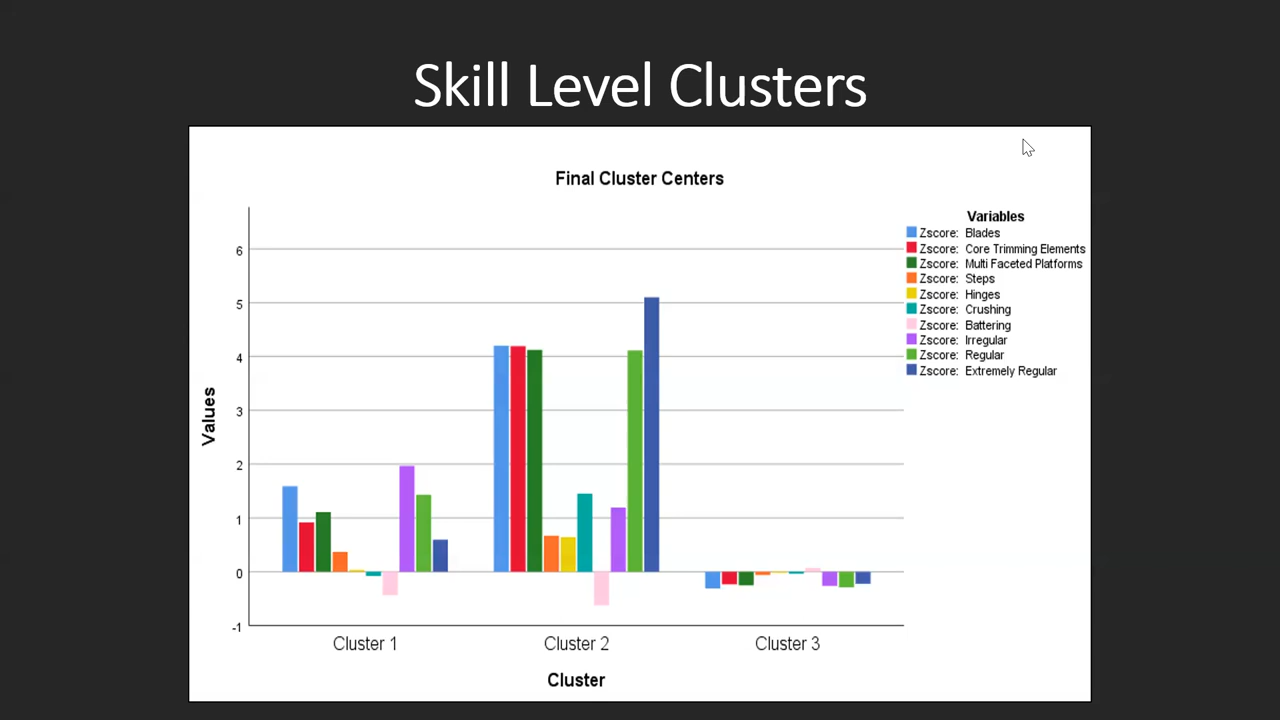 Skill Level Clusters
Final Cluster Centers
Variables
Zscore: Blades
Zscore: Core Trimming Elements
Zscore: Multi Faceted Platforms
Zscore: Steps
Zscore: Hinges
Zscore: Crushing
Zscore: Battering
Zscore: Irregular
Zscore: Regular
Zscore: Extremely Regular
Values
6
5
4
3
2
1
0
-1
Cluster 1 Cluster 2 Cluster 3
Cluster